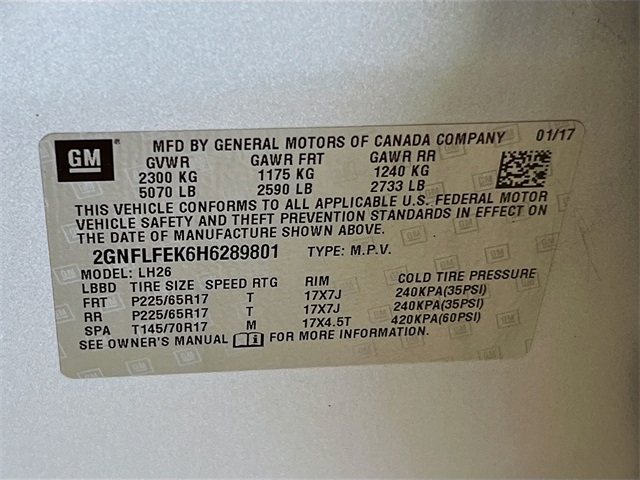 GM MFD BY GENERAL MOTORS OF CANADA COMPANY 01/17
GVWR GAWR FRT GAWR RR
2300 KG 1175 KG 1240 KG
5070 LB 2590 LB 2733 LB
THIS VEHICLE CONFORMS TO ALL APPLICABLE U.S. FEDERAL MOTOR
VEHICLE SAFETY AND THEFT PREVENTION STANDARDS IN EFFECT ON
THE DATE OF MANUFACTURE SHOWN ABOVE.
2GNFLFEK6H6289801 TYPE: M.P.V.
MODEL: LH26
LBBD TIRE SIZE SPEED RTG RIM COLD TIRE PRESSURE
FRT P225/65R17 T 17X7J 240KPA(35PSI)
RR P225/65R17 T 17X7J 240KPA(35PSI)
SPA T145/70R17 M 17X4.5T 420KPA(60PSI)
SEE OWNER'S MANUAL FOR MORE INFORMATION.